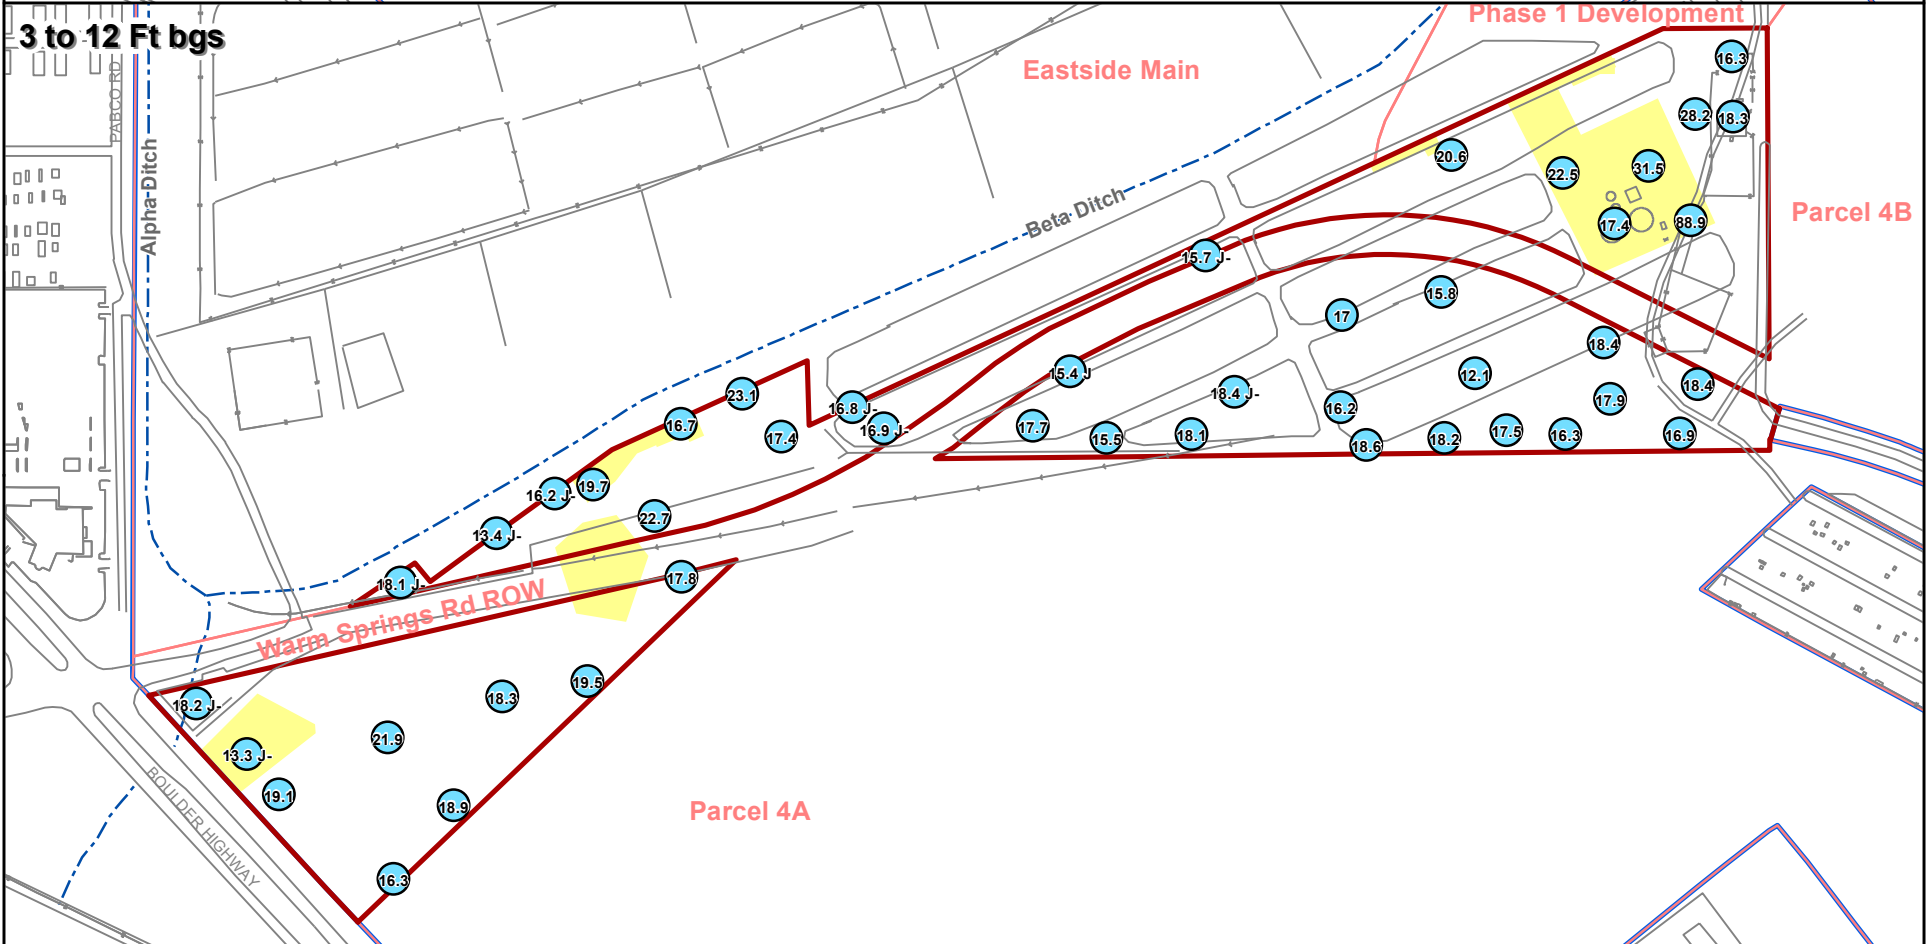 3 to 12 Ft bgs
Phase 1 Development
Eastside Main
PABCO RD
Alpha Ditch
Beta Ditch
Parcel 4B
16.3
28.2
18.3
20.6
22.5
31.5
17.4
88.9
15.7 J-
15.8
17
18.4
15.4 J
12.1
18.4
18.4 J-
23.1
17.9
16.8 J-
16.2
16.7
17.7
16.9 J-
17.4
15.5
18.1
18.6
18.2
17.5
16.3
16.9
19.7
16.2 J-
22.7
13.4 J-
17.8
18.1 J-
Warm Springs Rd ROW
19.5
18.3
18.2 J-
21.9
13.3 J-
19.1
18.9
Parcel 4A
BOULDER HIGHWAY
16.3